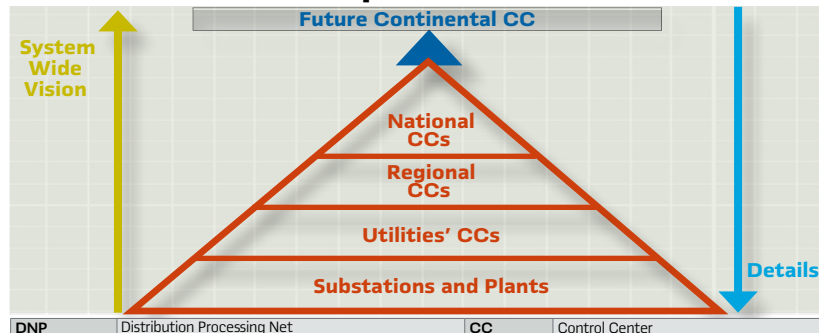 Future Continental CC
System
Wide
Vision
National
CCs
Regional
CCs
Utilities' CCs
Substations and Plants
Details
DNP Distribution Processing Net CC Control Center